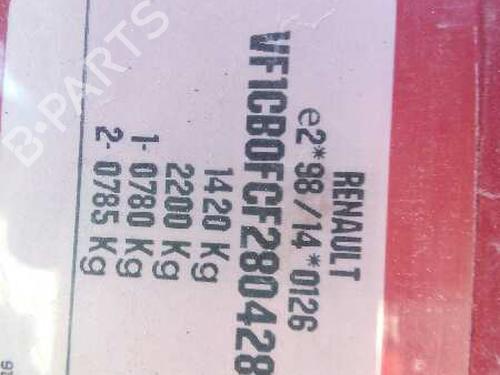 RENAULT
e2*98/14*0126
VF1CB0FCF280428
1420 Kg
2200 Kg
1- 0780 Kg
2- 0785 Kg
B-PARTS